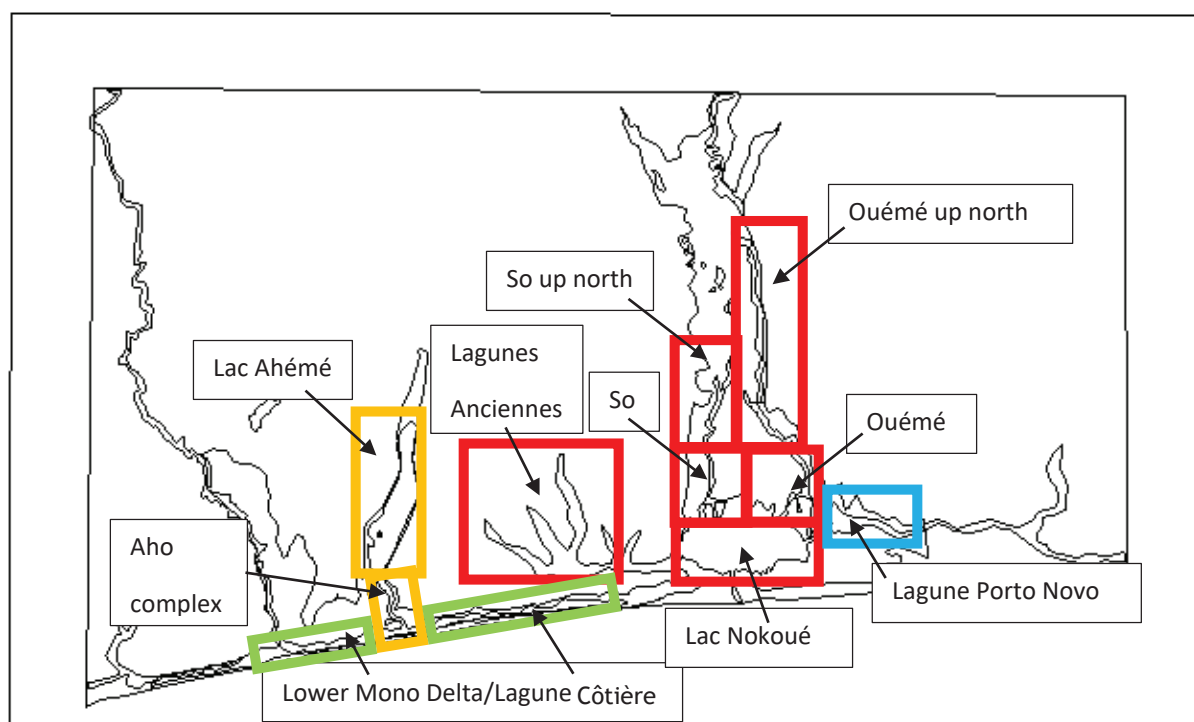 Ouémé up north
So up north
Lagunes
Anciennes
Lac Ahémé
So
Ouémé
Aho
complex
Lagune Porto Novo
Lac Nokoué
Lower Mono Delta/Lagune Côtière